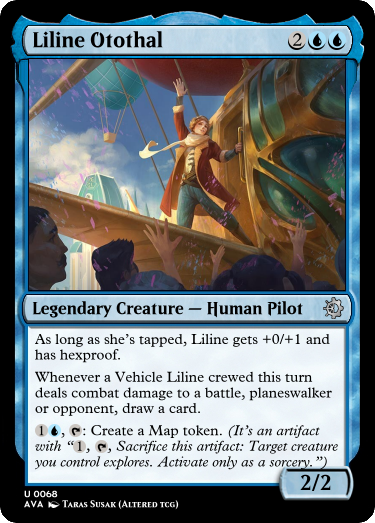 Liline Otothal 2UU
Legendary Creature — Human Pilot
As long as she's tapped, Liline gets +0/+1 and
has hexproof.
Whenever a Vehicle Liline crewed this turn
deals combat damage to a battle, planeswalker
or opponent, draw a card.
1U, T: Create a Map token. (It's an artifact
with “1, T, Sacrifice this artifact: Target creature
you control explores. Activate only as a sorcery.”)
2/2
U 0068
AVA Taras Susak (Altered tcg)